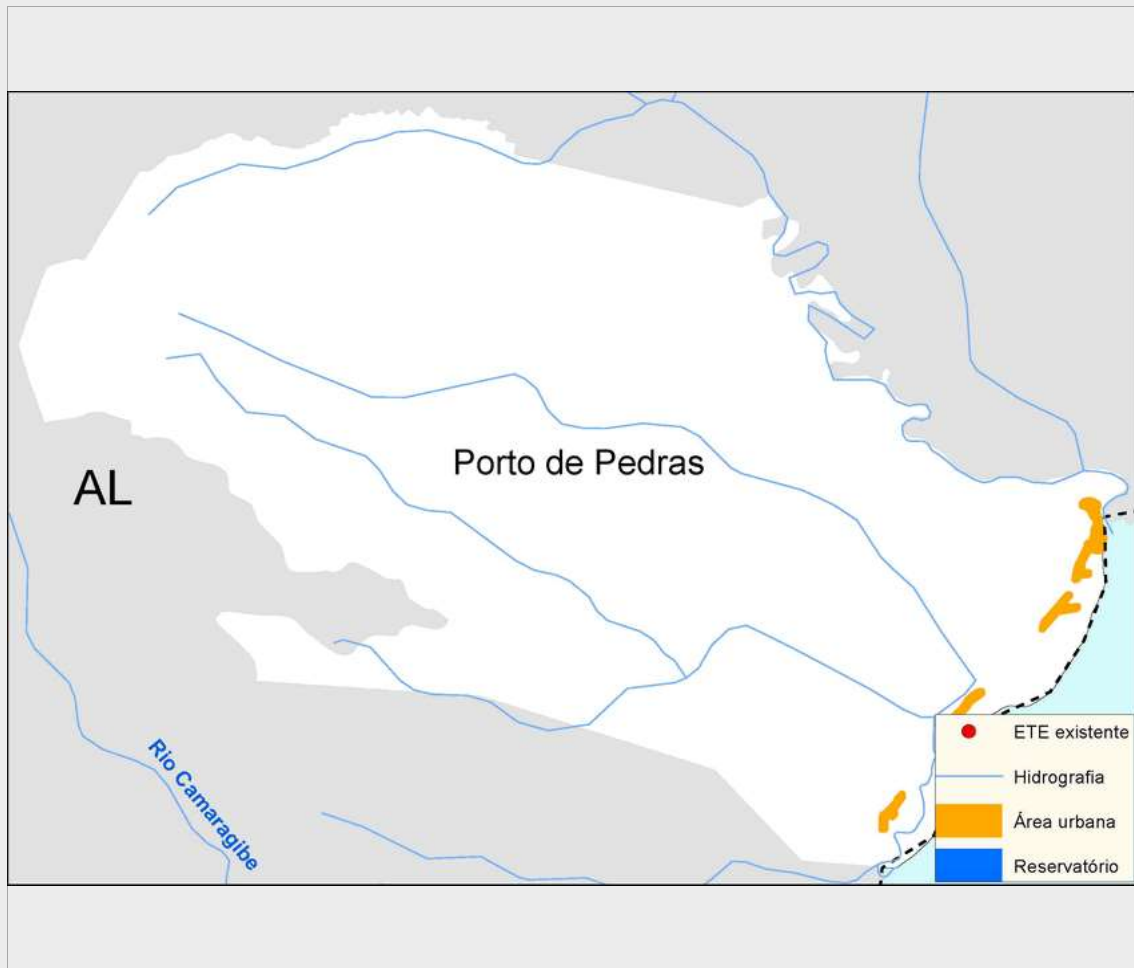 Porto de Pedras
AL
Rio Camaragibe
ETE existente
Hidrografia
Área urbana
Reservatório